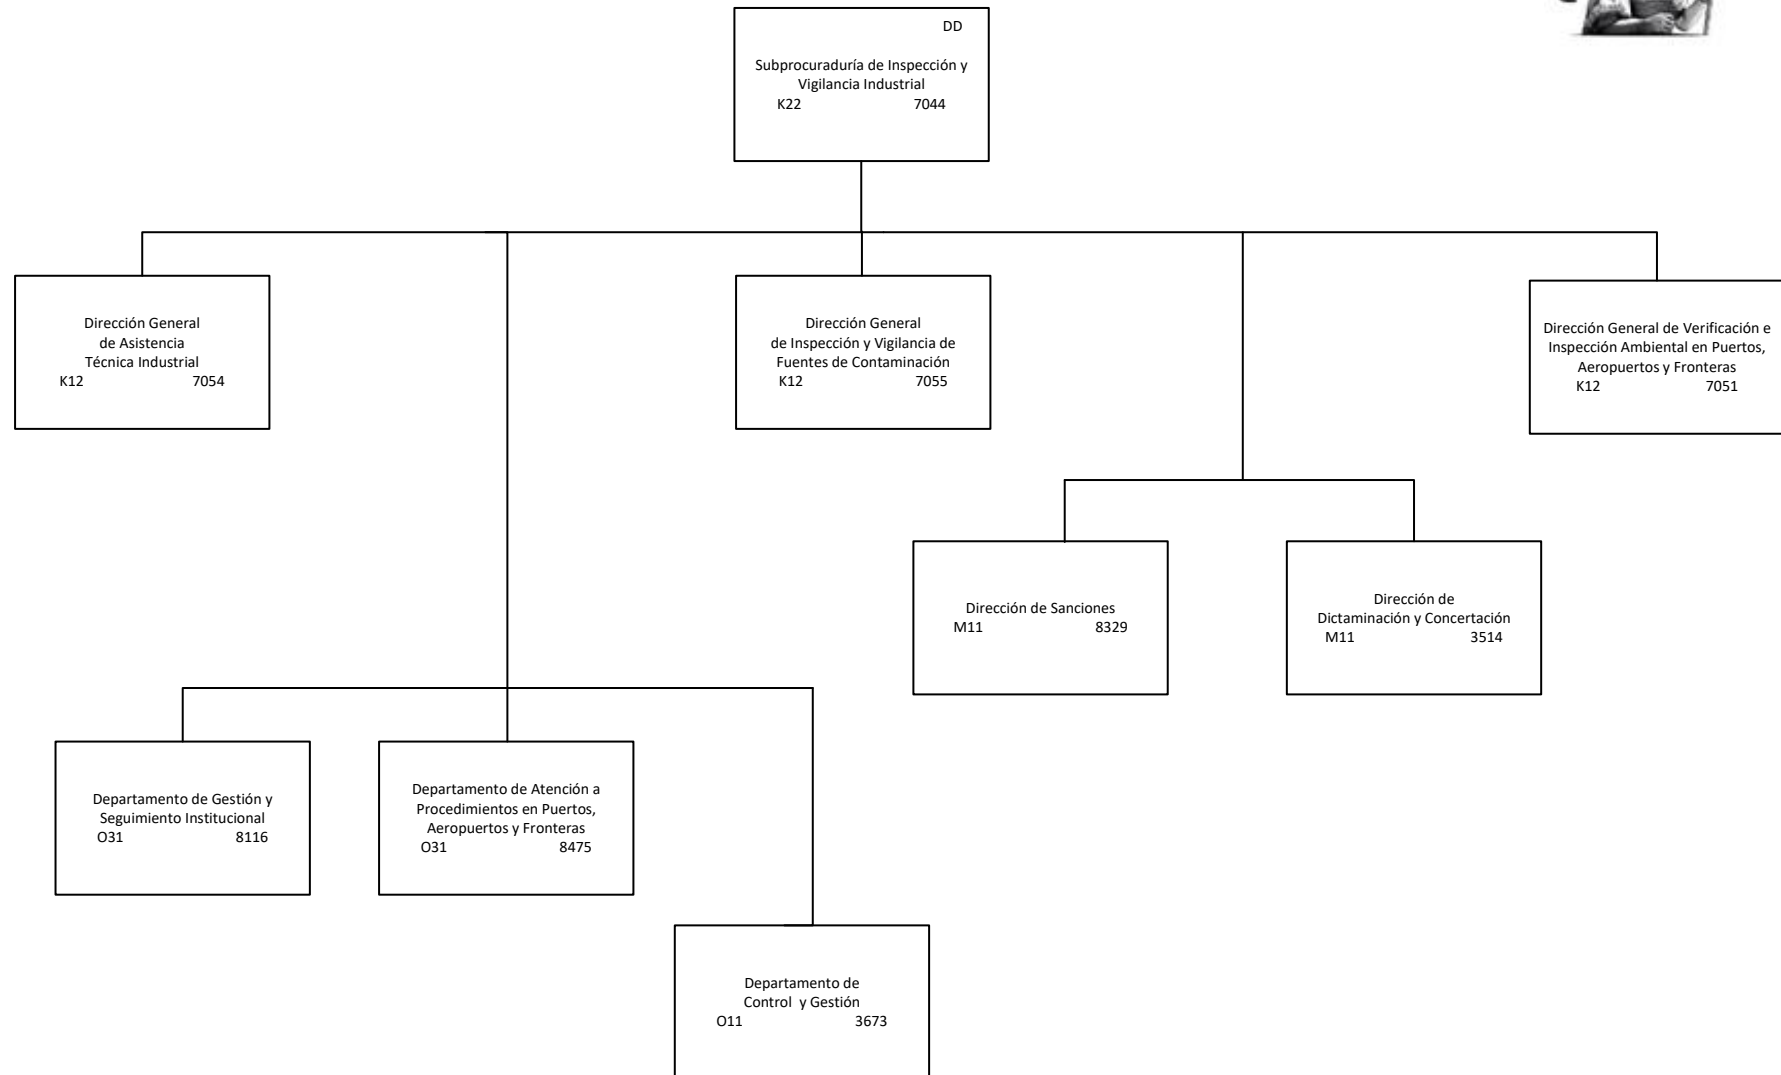 DD
Subprocuraduría de Inspección y
Vigilancia Industrial
K22 7044
Dirección General
de Asistencia
Técnica Industrial
K12 7054
Dirección General
de Inspección y Vigilancia de
Fuentes de Contaminación
K12 7055
Dirección General de Verificación e
Inspección Ambiental en Puertos,
Aeropuertos y Fronteras
K12 7051
Dirección de Sanciones
M11 8329
Dirección de
Dictaminación y Concertación
M11 3514
Departamento de Gestión y
Seguimiento Institucional
O31 8116
Departamento de Atención a
Procedimientos en Puertos,
Aeropuertos y Fronteras
O31 8475
Departamento de
Control y Gestión
O11 3673